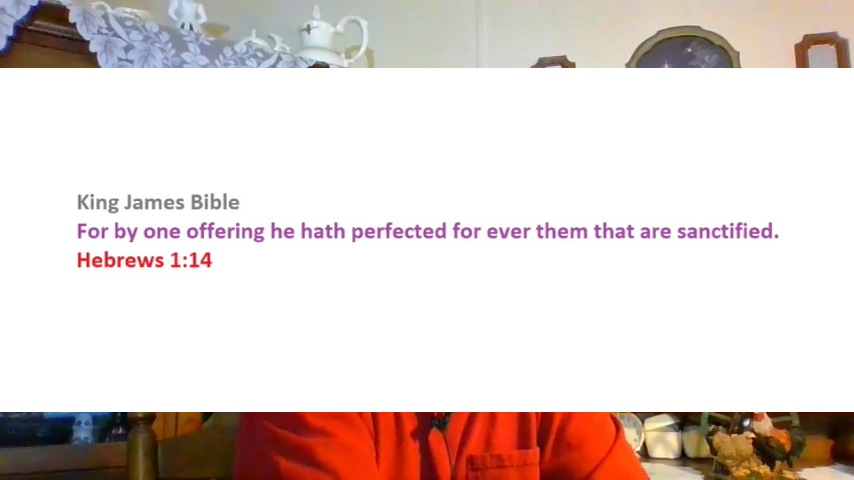 King James Bible
For by one offering he hath perfected for ever them that are sanctified.
Hebrews 1:14